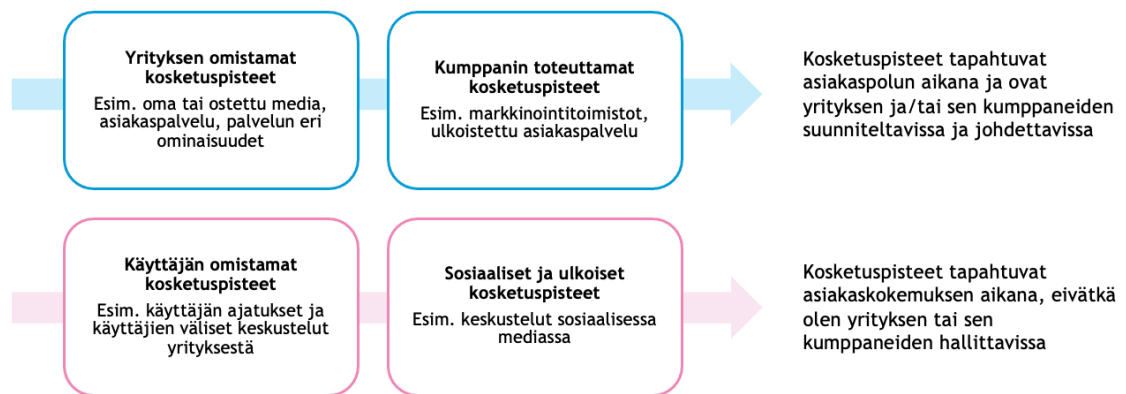 Yrityksen omistamat
kosketuspisteet
Esim. oma tai ostettu media,
asiakaspalvelu, palvelun eri
ominaisuudet
Kumppanin toteuttamat
kosketuspisteet
Esim. markkinointitoimistot,
ulkoistettu asiakaspalvelu
Kosketuspisteet tapahtuvat
asiakaspolun aikana ja ovat
yrityksen ja/tai sen kumppaneiden
suunniteltavissa ja johdettavissa
Käyttäjän omistamat
kosketuspisteet
Esim. käyttäjän ajatukset ja
käyttäjien väliset keskustelut
yrityksestä
Sosiaaliset ja ulkoiset
kosketuspisteet
Esim. keskustelut sosiaalisessa
mediassa
Kosketuspisteet tapahtuvat
asiakaskokemuksen aikana, eivätkä
olen yrityksen tai sen
kumppaneiden hallittavissa